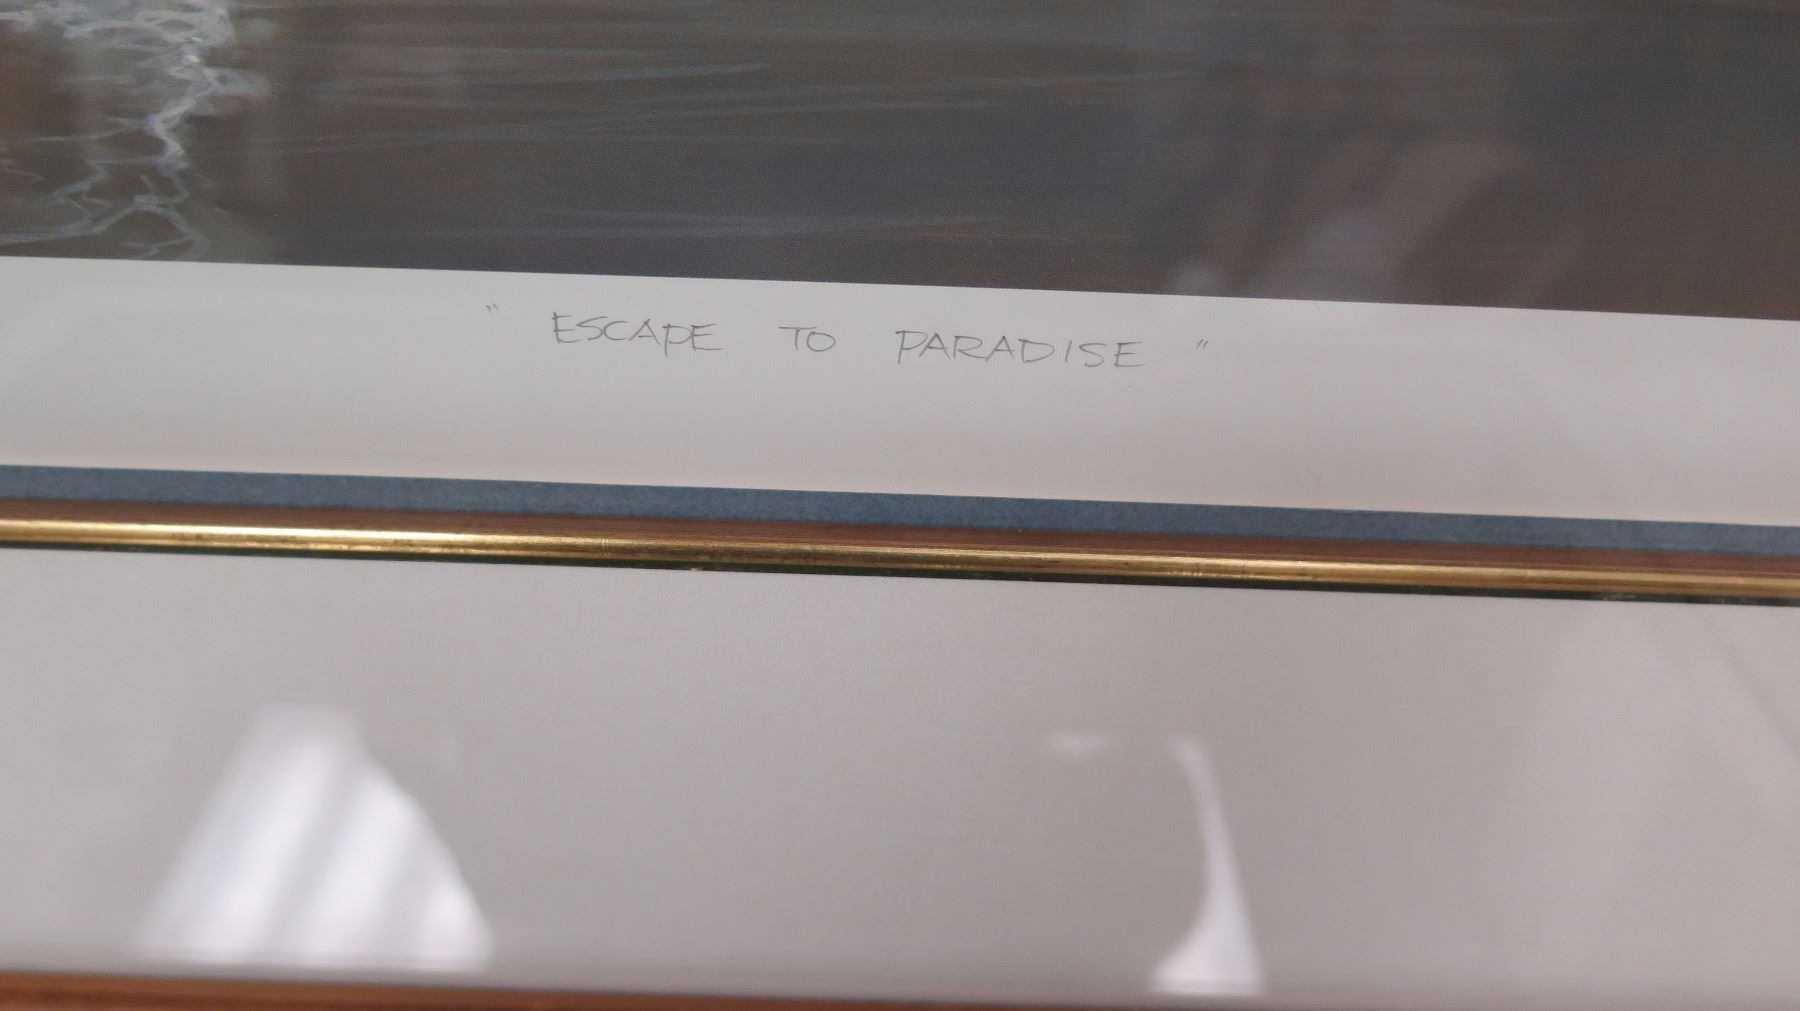 " ESCAPE TO PARADISE "